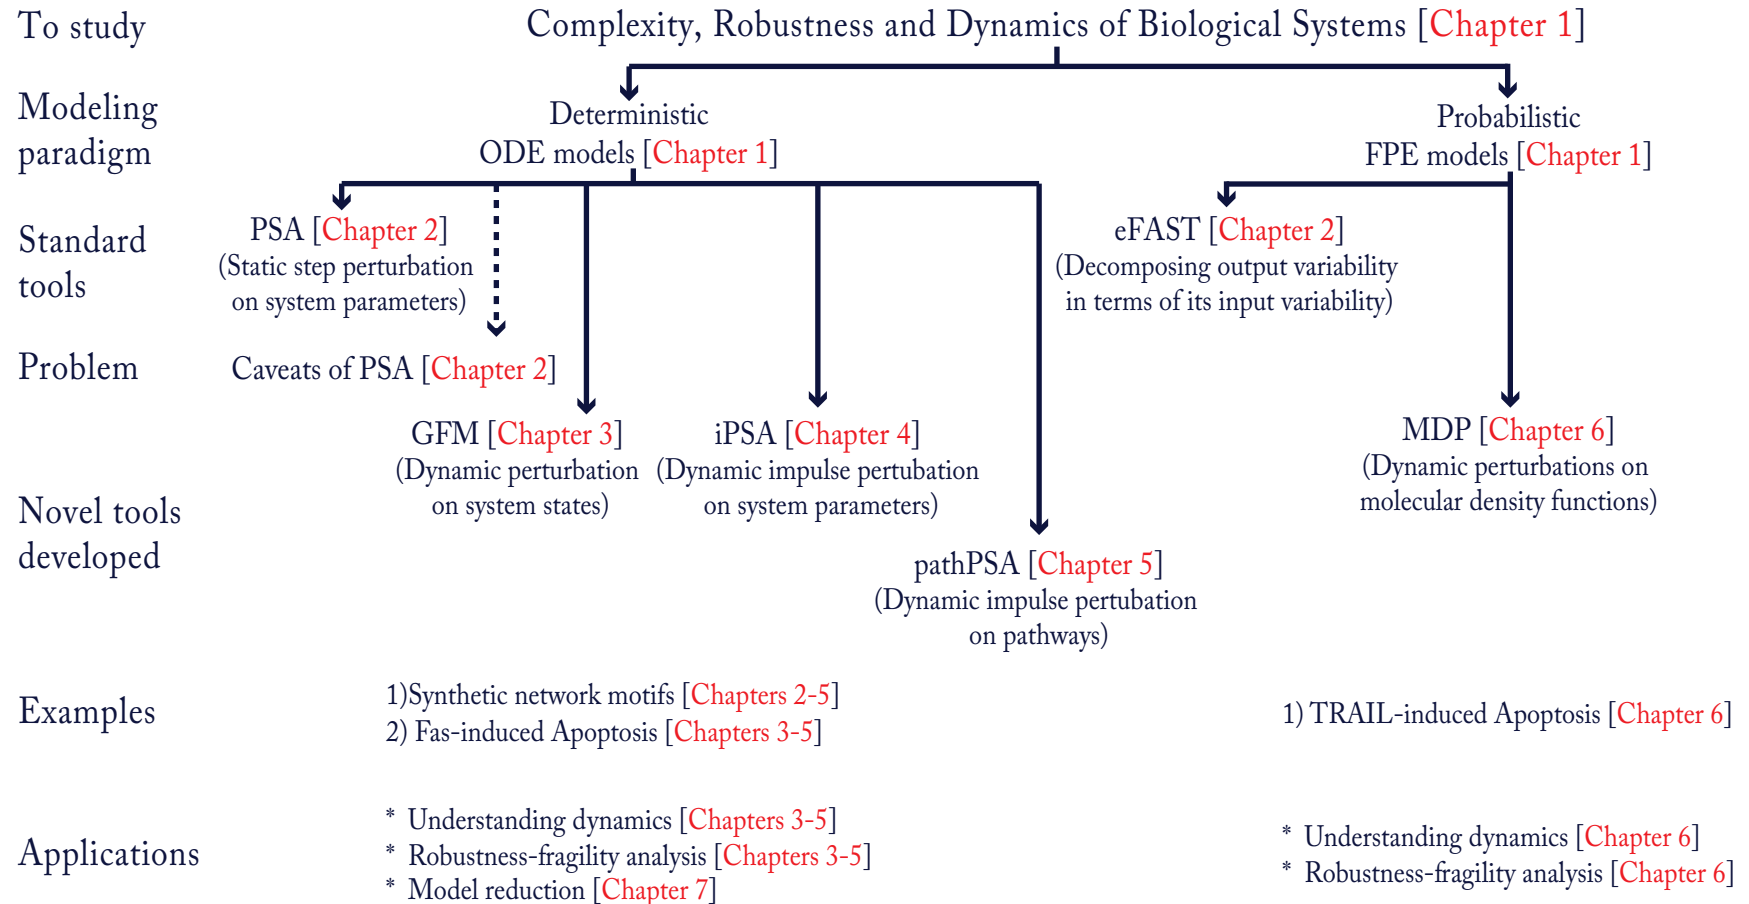 To study
Complexity, Robustness and Dynamics of Biological Systems [Chapter 1]
Modeling
paradigm
Deterministic
ODE models [Chapter 1]
Probabilistic
FPE models [Chapter 1]
Standard
tools
PSA [Chapter 2]
(Static step perturbation
on system parameters)
eFAST [Chapter 2]
(Decomposing output variability
in terms of its input variability)
Problem
Caveats of PSA [Chapter 2]
Novel tools
developed
GFM [Chapter 3]
(Dynamic perturbation
on system states)
iPSA [Chapter 4]
(Dynamic impulse pertubation
on system parameters)
pathPSA [Chapter 5]
(Dynamic impulse pertubation
on pathways)
MDP [Chapter 6]
(Dynamic perturbations on
molecular density functions)
Examples
1)Synthetic network motifs [Chapters 2-5]
2) Fas-induced Apoptosis [Chapters 3-5]
1) TRAIL-induced Apoptosis [Chapter 6]
Applications
* Understanding dynamics [Chapters 3-5]
* Robustness-fragility analysis [Chapters 3-5]
* Model reduction [Chapter 7]
* Understanding dynamics [Chapter 6]
* Robustness-fragility analysis [Chapter 6]